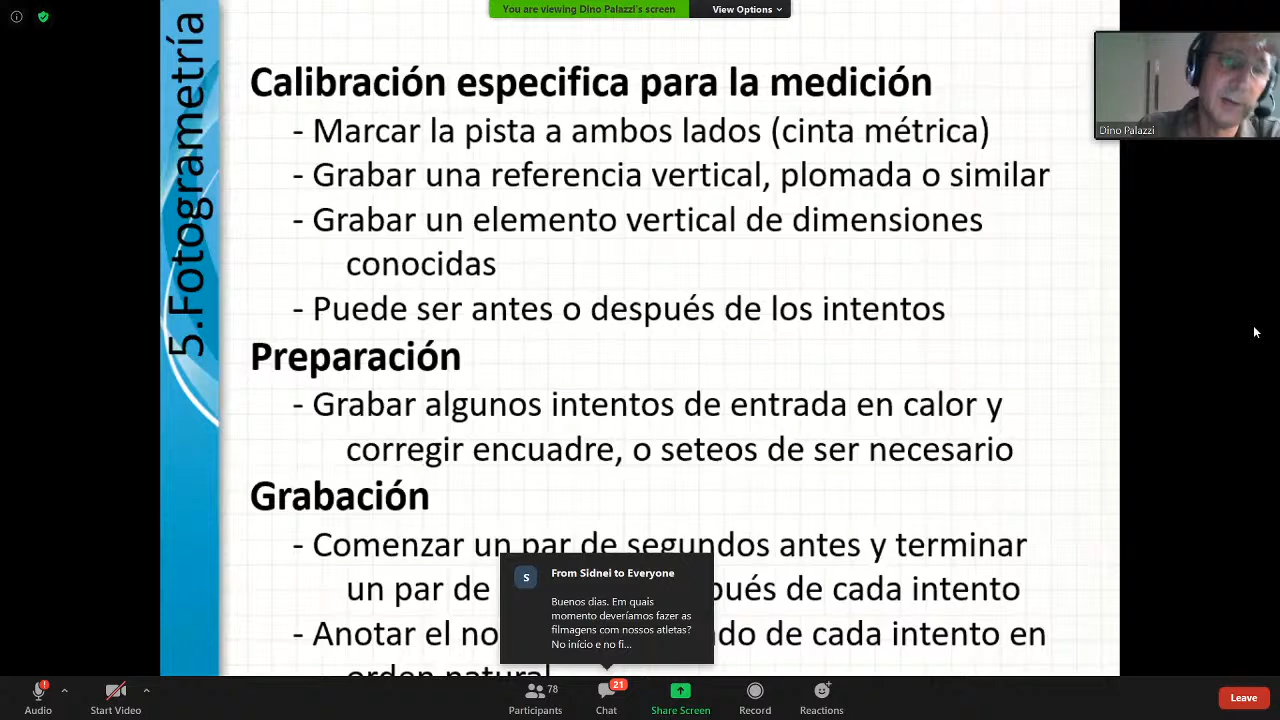 You are viewing Dino Palazzi's screen
View Options
5.Fotogrametría
Calibración especifica para la medición
- Marcar la pista a ambos lados (cinta métrica)
- Grabar una referencia vertical, plomada o similar
- Grabar un elemento vertical de dimensiones
conocidas
- Puede ser antes o después de los intentos
Preparación
- Grabar algunos intentos de entrada en calor y
corregir encuadre, o seteos de ser necesario
Grabación
- Comenzar un par de segundos antes y terminar
un par de pués de cada intento
- Anotar el no do de cada intento en
orden natural
Dino Palazzi
S
From Sidnei to Everyone
Buenos dias. Em quais
momento deveríamos fazer as
filmagens com nossos atletas?
No início e no fi...
Audio
Start Video
78
Participants
21
Chat
Share Screen
Record
Reactions
Leave